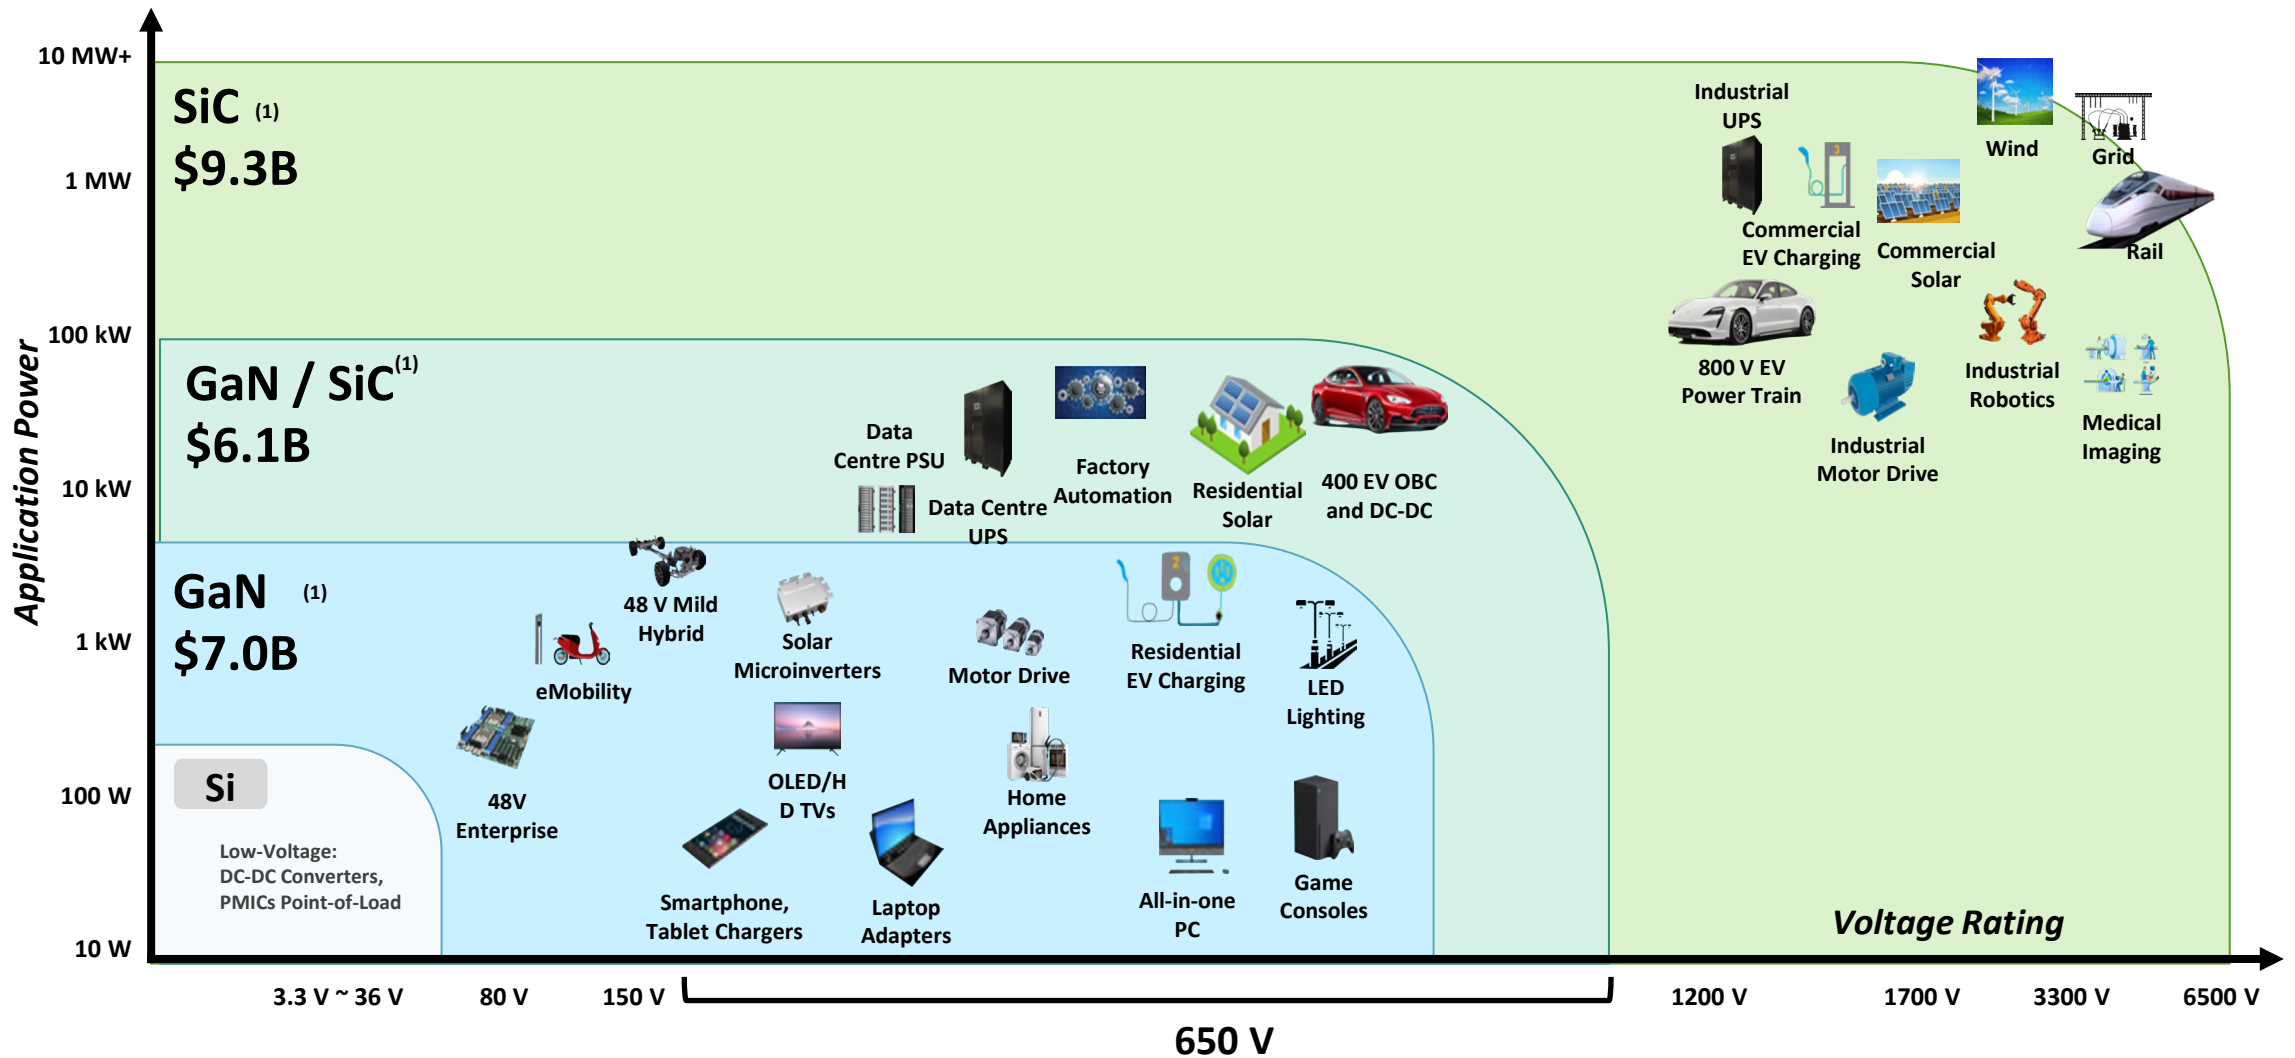 10 MW+
1 MW
100 kW
10 kW
1 kW
100 W
10 W
Application Power
SiC (1)
$9.3B
Industrial
UPS
Wind
Grid
Commercial
EV Charging
Commercial
Solar
Rail
800 V EV
Power Train
Industrial
Motor Drive
Industrial
Robotics
Medical
Imaging
GaN / SiC(1)
$6.1B
Data
Centre PSU
Data Centre
UPS
Factory
Automation
Residential
Solar
400 EV OBC
and DC-DC
GaN (1)
$7.0B
48 V Mild
Hybrid
eMobility
Solar
Microinverters
Motor Drive
Residential
EV Charging
LED
Lighting
48V
Enterprise
OLED/H
D TVs
Home
Appliances
Smartphone,
Tablet Chargers
Laptop
Adapters
All-in-one
PC
Game
Consoles
Si
Low-Voltage:
DC-DC Converters,
PMICs Point-of-Load
Voltage Rating
3.3 V ~ 36 V
80 V
150 V
650 V
1200 V
1700 V
3300 V
6500 V